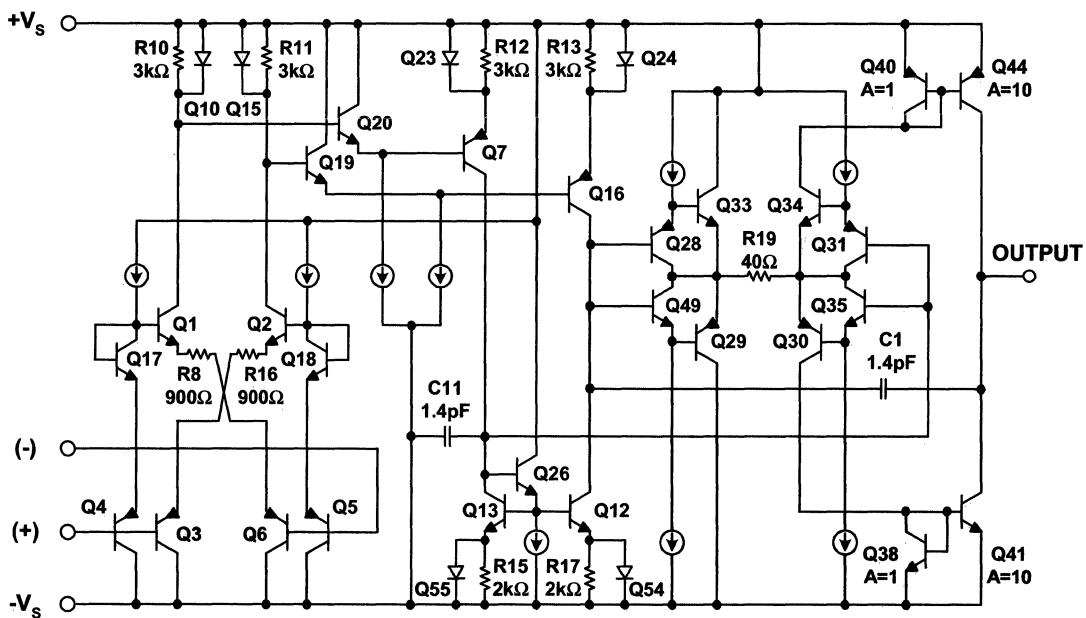 +Vs
R10
3kΩ
Q10
Q15
R11
3kΩ
Q20
Q19
Q23
R12
3kΩ
Q7
R13
3kΩ
Q24
Q16
Q40
A=1
Q44
A=10
Q33
Q34
Q28
R19
40Ω
Q31
OUTPUT
Q49
Q29
Q35
Q30
C1
1.4pF
Q1
Q2
Q17
R8
900Ω
R16
900Ω
Q18
C11
1.4pF
(-)
(+)
Q4
Q3
Q6
Q5
Q26
Q13
Q12
Q55
R15
2kΩ
R17
2kΩ
Q54
Q38
A=1
Q41
A=10
-Vs